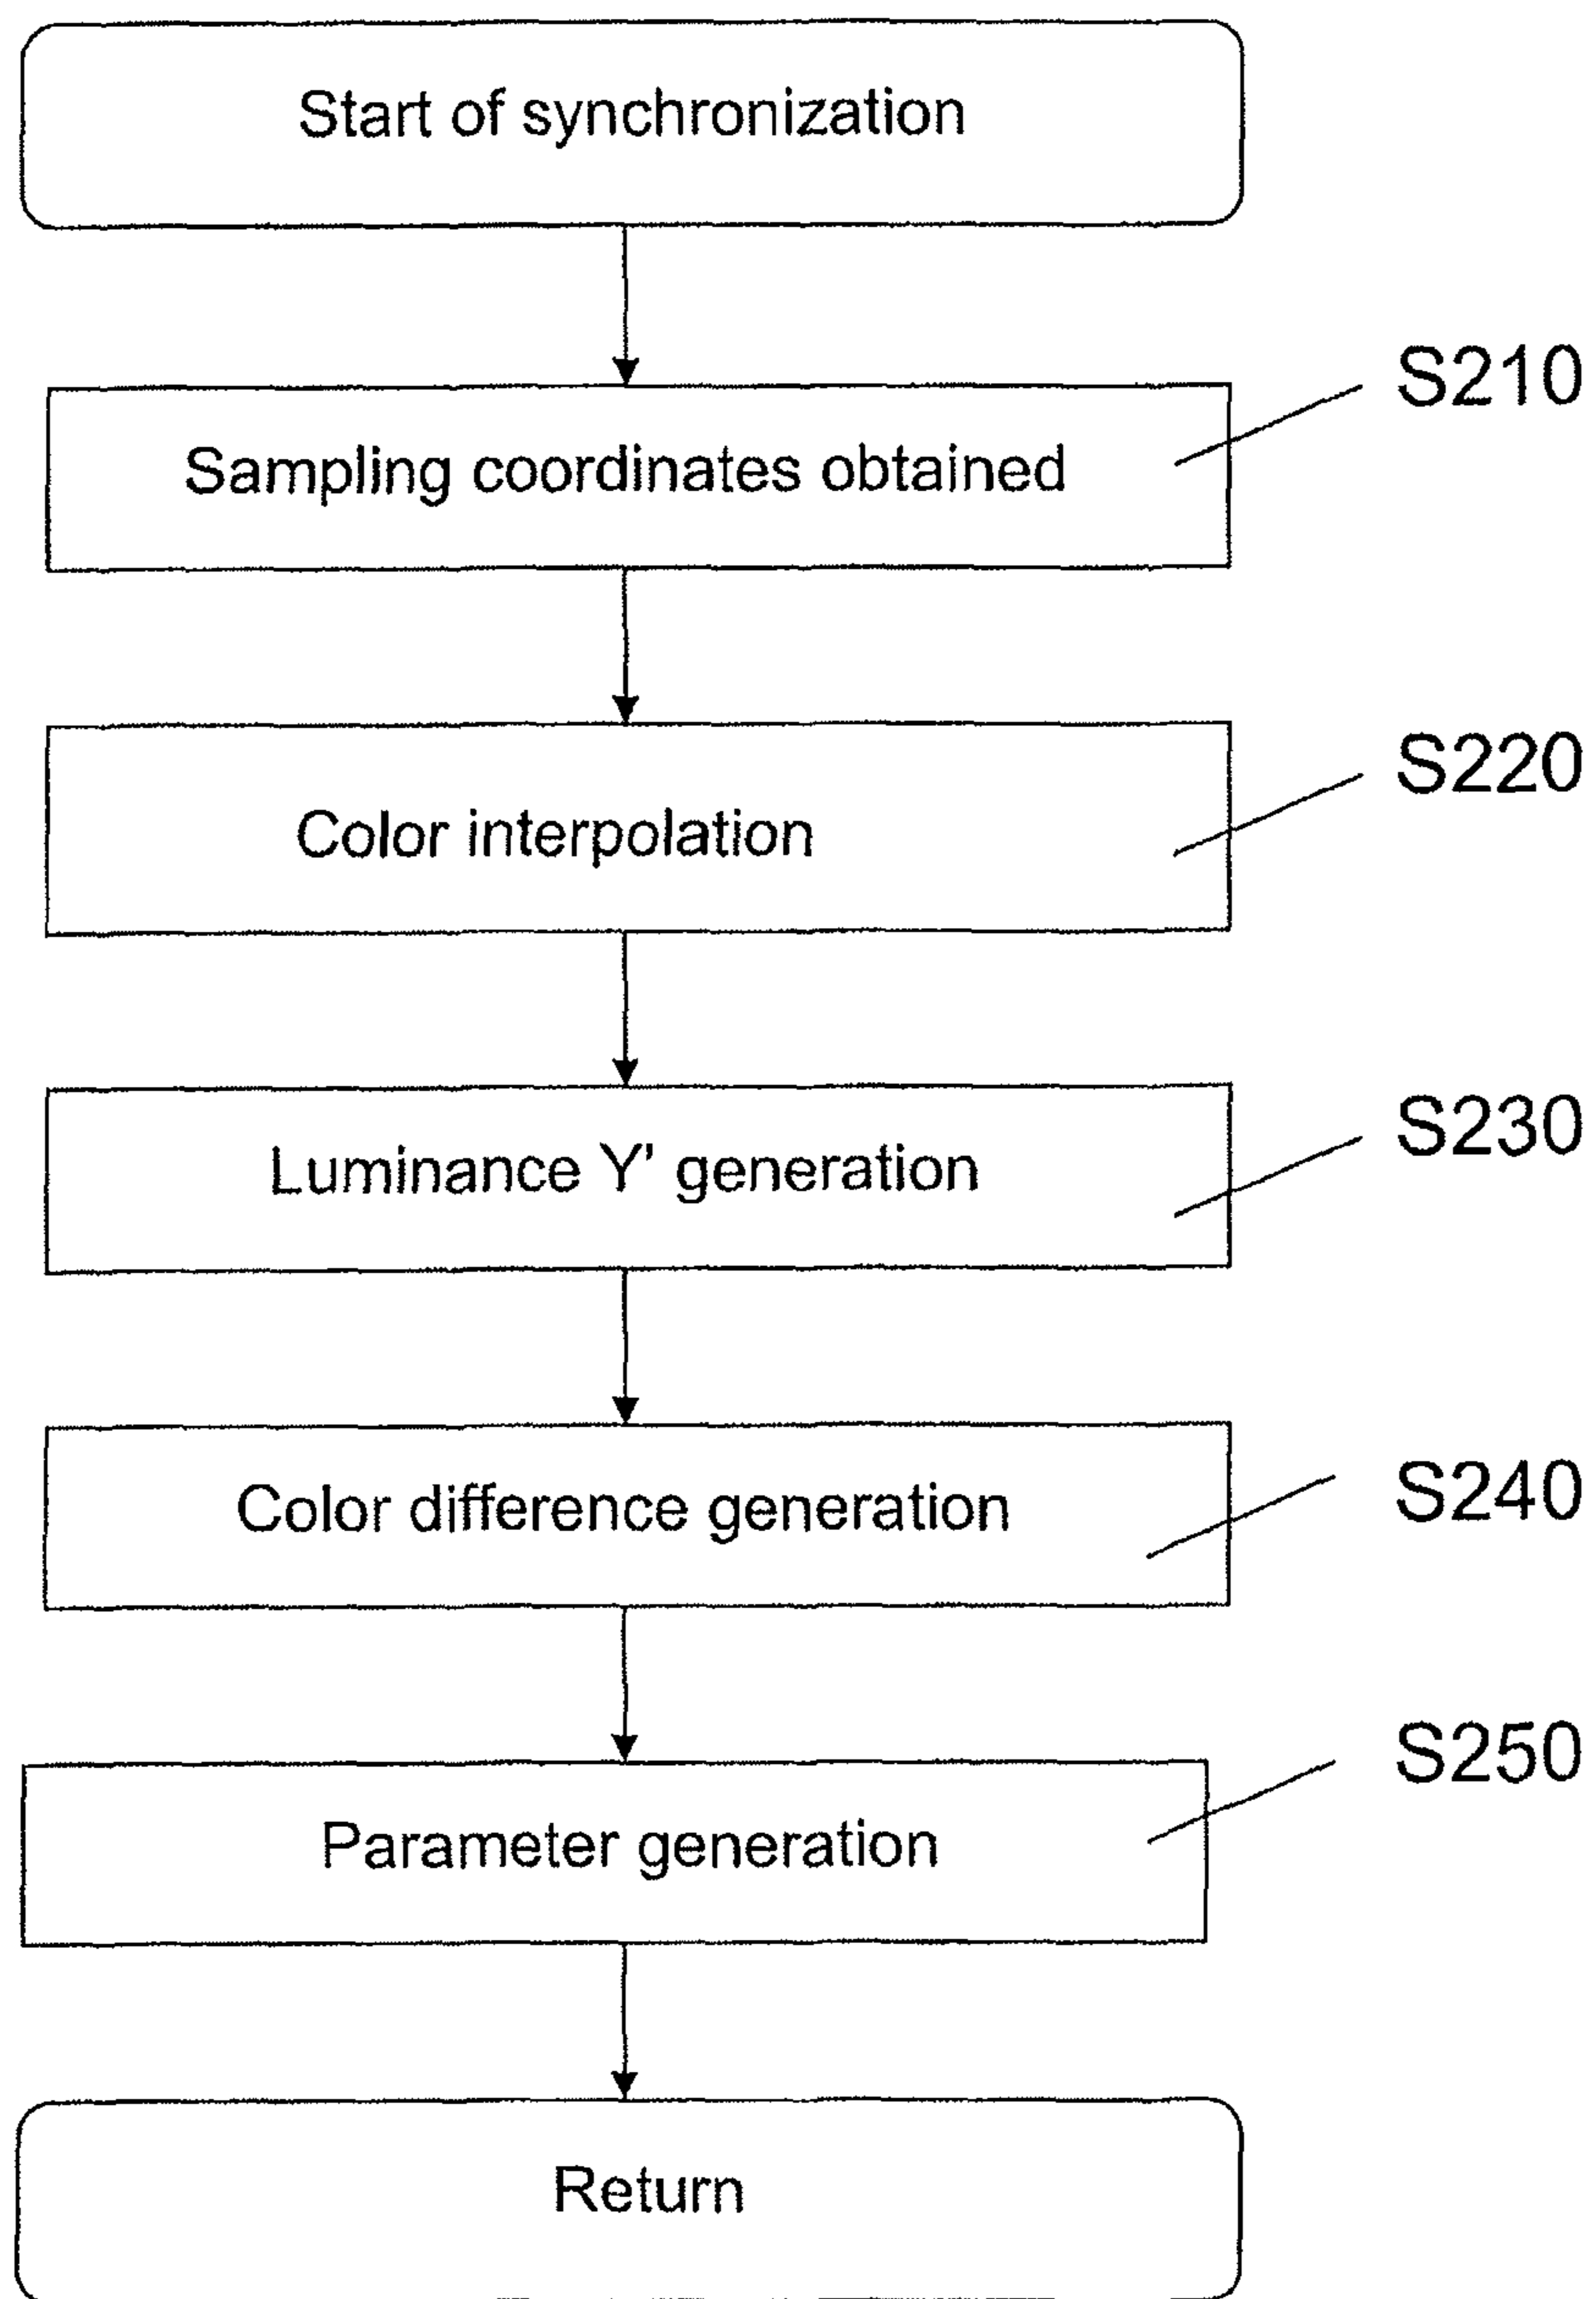 Start of synchronization
S210
Sampling coordinates obtained
S220
Color interpolation
S230
Luminance Y' generation
S240
Color difference generation
S250
Parameter generation
Return